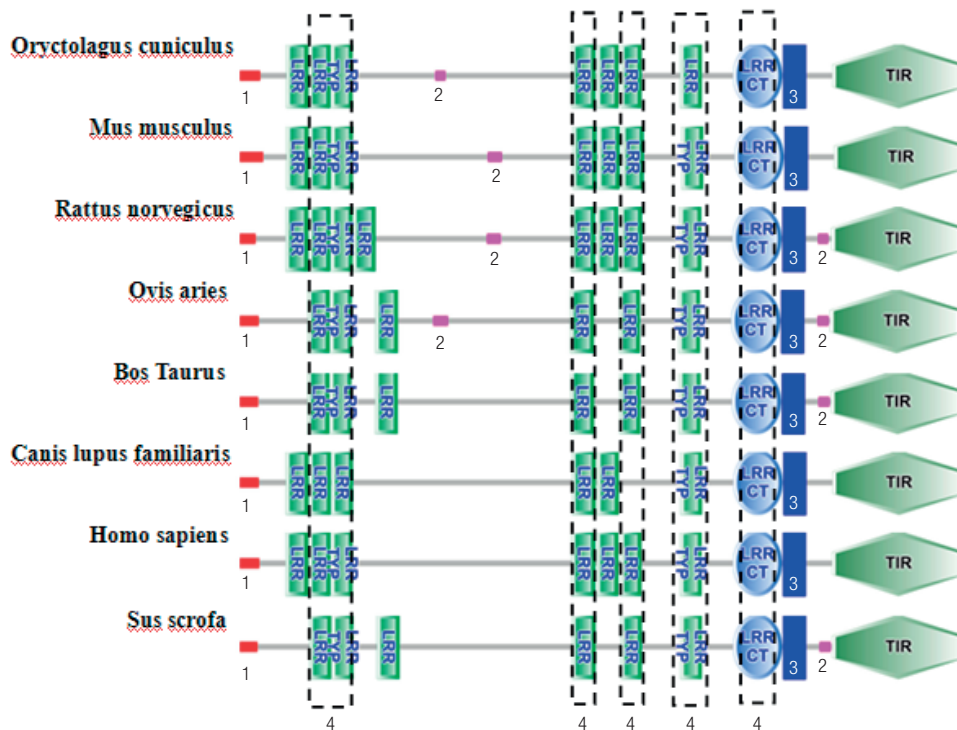 Oryctolagus cuniculus
LRR LRR LRR TYP LRR LRR LRR LRR LRR LRR CT TIR
1 2 3
Mus musculus
LRR LRR LRR TYP LRR LRR LRR LRR TYP LRR CT TIR
1 2 3
Rattus norvegicus
LRR LRR LRR TYP LRR LRR LRR LRR LRR TYP LRR CT TIR
1 2 3 2
Ovis aries
LRR LRR TYP LRR LRR LRR LRR TYP LRR CT TIR
1 2 3 2
Bos Taurus
LRR LRR TYP LRR LRR LRR LRR TYP LRR CT TIR
1 3 2
Canis lupus familiaris
LRR LRR LRR LRR LRR LRR TYP LRR CT TIR
1 3
Homo sapiens
LRR LRR LRR TYP LRR LRR LRR LRR TYP LRR CT TIR
1 3
Sus scrofa
LRR LRR TYP LRR LRR LRR LRR TYP LRR CT TIR
1 3 2
4 4 4 4 4